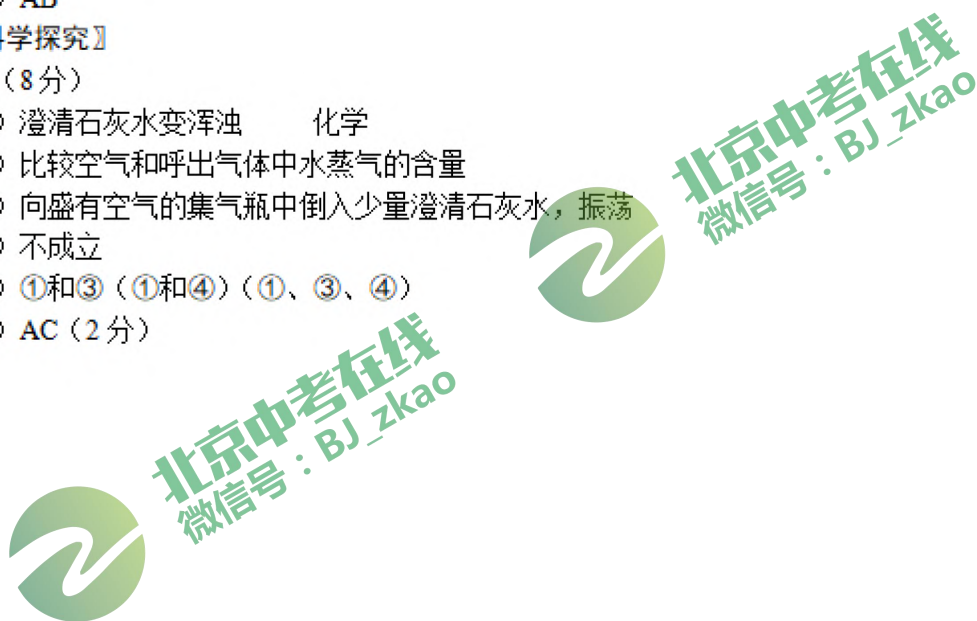 AB
学探究〗
（8 分）
） 澄清石灰水变浑浊 化学
） 比较空气和呼出气体中水蒸气的含量
） 向盛有空气的集气瓶中倒入少量澄清石灰水，振荡
） 不成立
） ①和③（①和④）（①、③、④）
） AC（2 分）
北京中考在线
微信号：BJ_zkao
北京中考在线
微信号：BJ_zkao